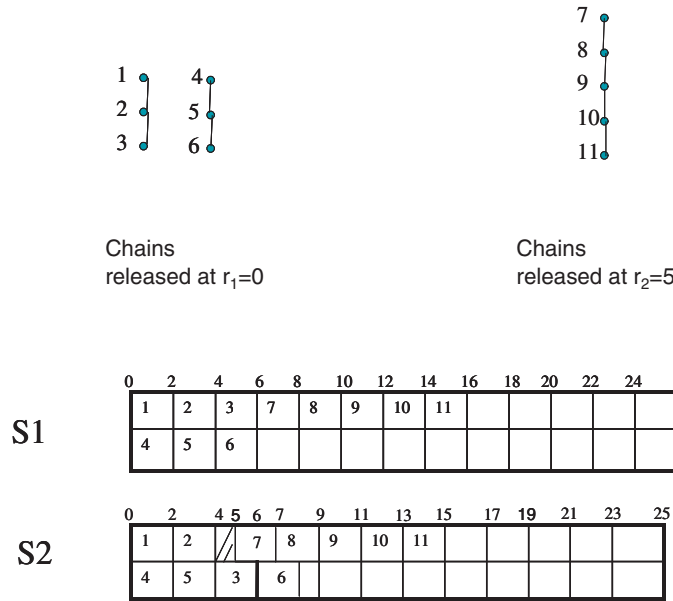 7
8
1 4 9
2 5 10
3 6 11
Chains Chains
released at r₁=0 released at r₂=5
0 2 4 6 8 10 12 14 16 18 20 22 24
S1
1 2 3 7 8 9 10 11
4 5 6
0 2 4 5 6 7 9 11 13 15 17 19 21 23 25
S2
1 2 7 8 9 10 11
4 5 3 6